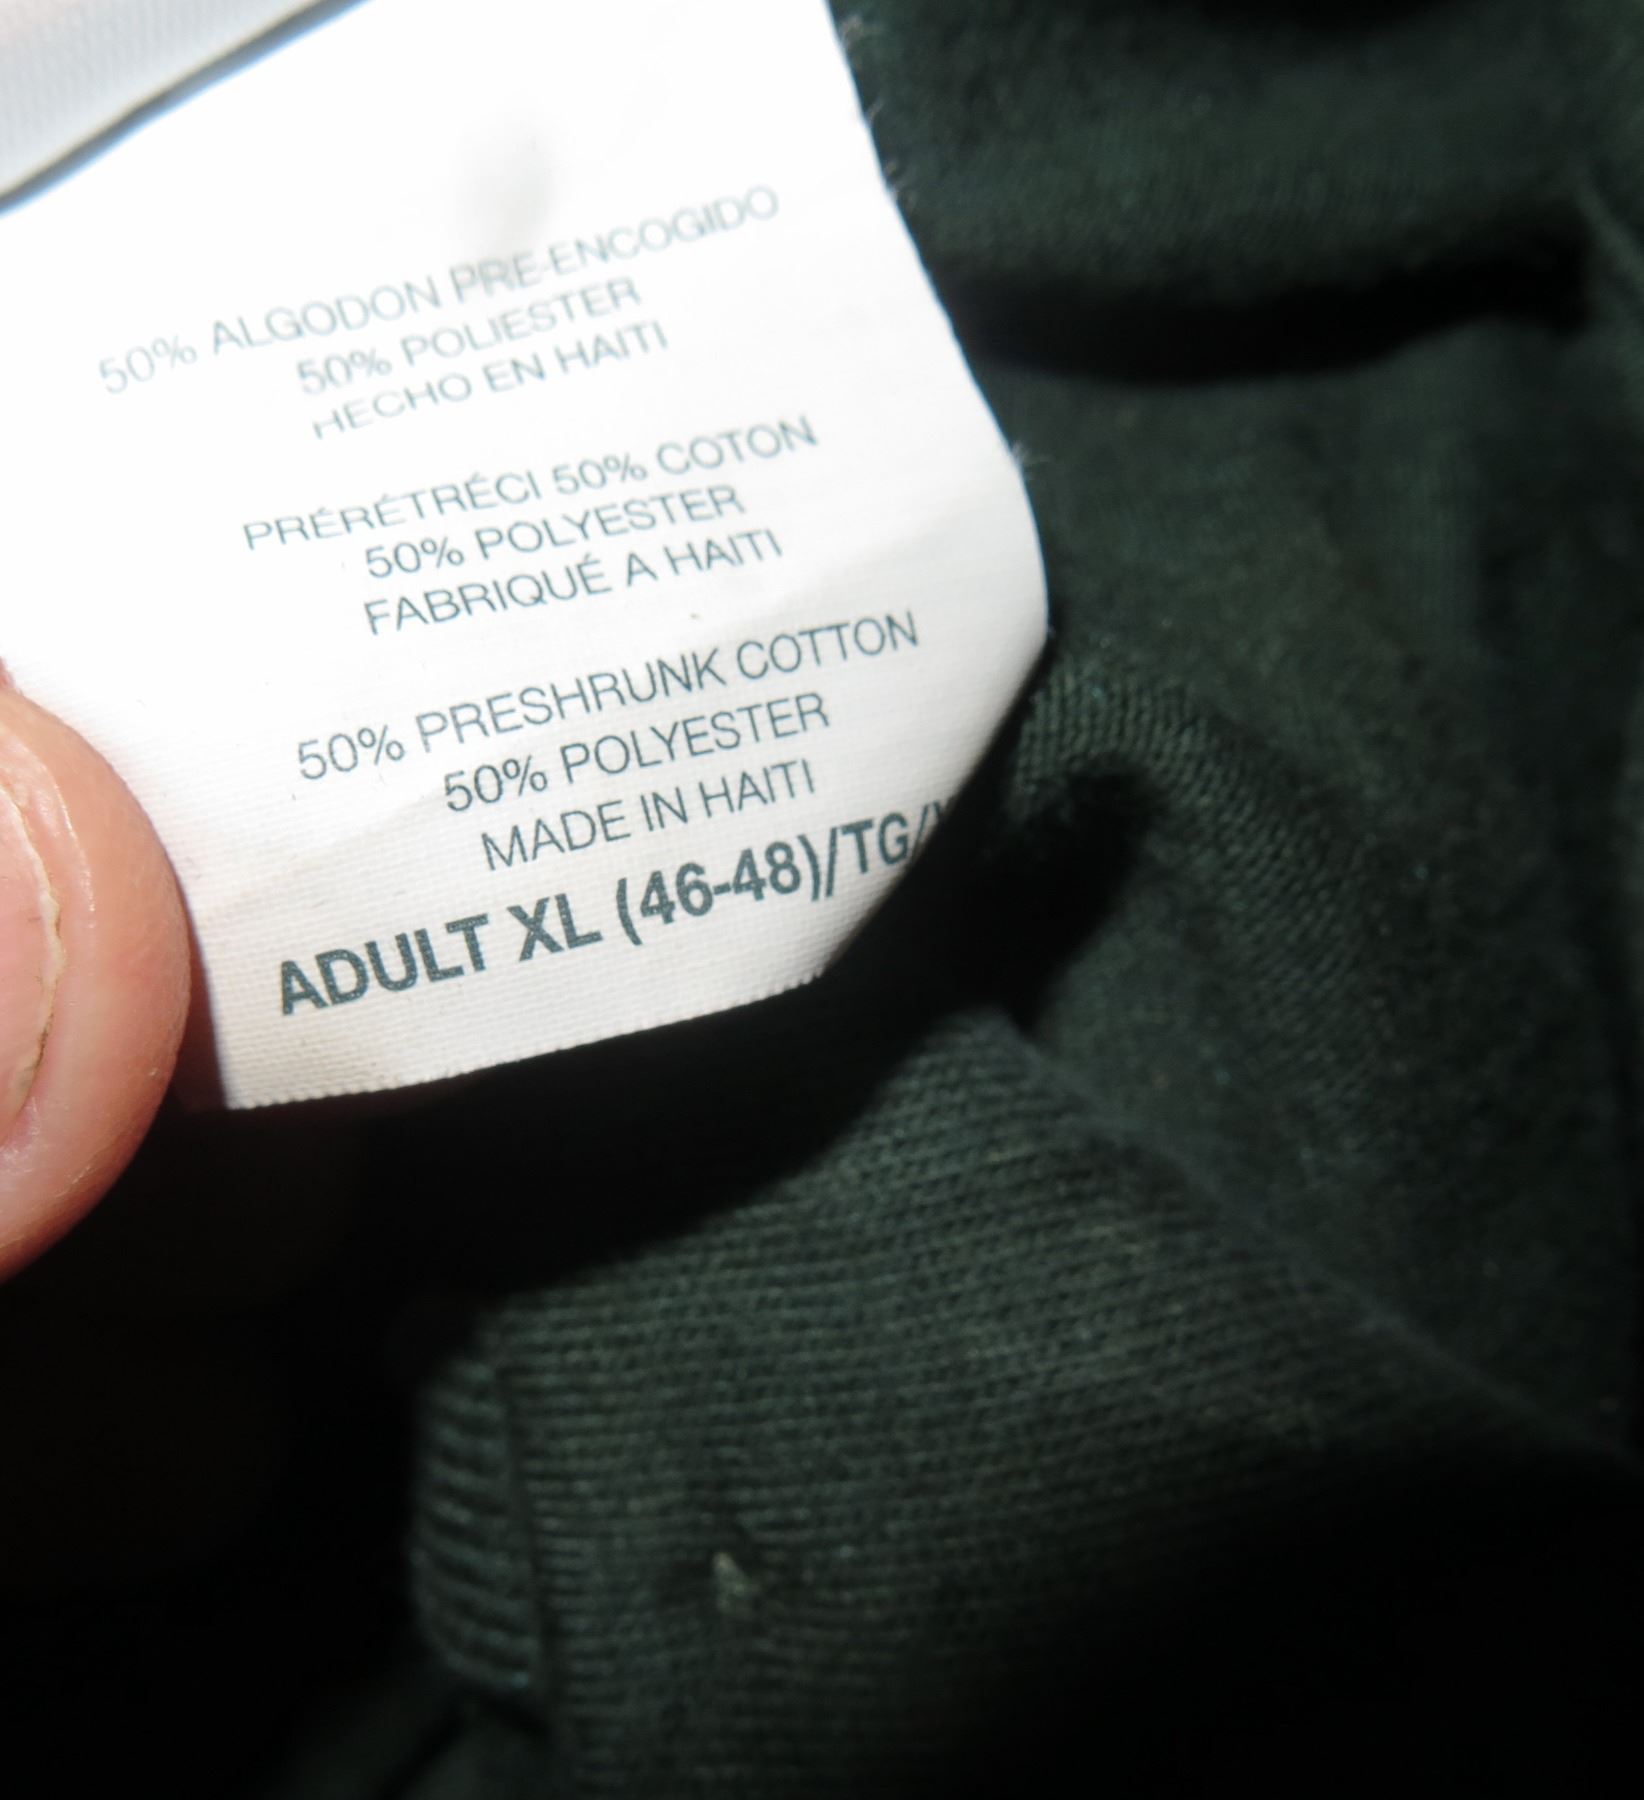 50% ALGODON PRE-ENCOGIDO
50% POLIESTER
HECHO EN HAITI
PRÉRÉTRÉCI 50% COTON
50% POLYESTER
FABRIQUÉ A HAITI
50% PRESHRUNK COTTON
50% POLYESTER
MADE IN HAITI
ADULT XL (46-48)/TG/